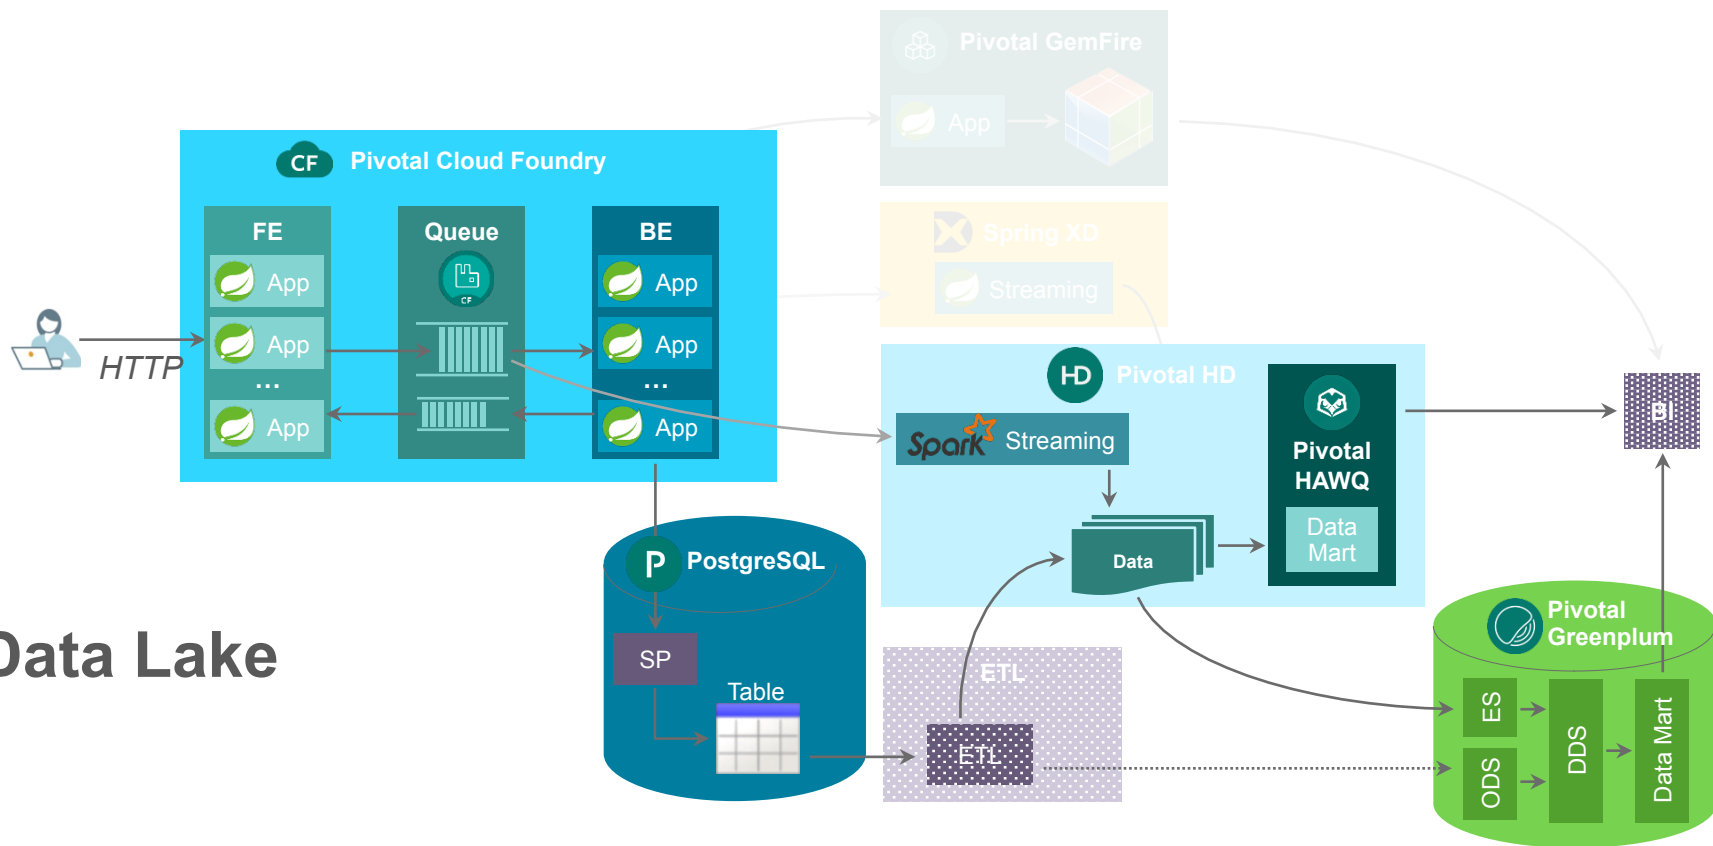 Pivotal GemFire
App
Pivotal Cloud Foundry
CF
FE
Queue
BE
App
App
...
App
CF
App
App
...
App
HTTP
Spring XD
Streaming
HD
Pivotal HD
Spark
Streaming
Data
Pivotal
HAWQ
Data
Mart
BI
P
PostgreSQL
SP
Table
Data Lake
ETL
ETL
Pivotal
Greenplum
ES
ODS
DDS
Data Mart